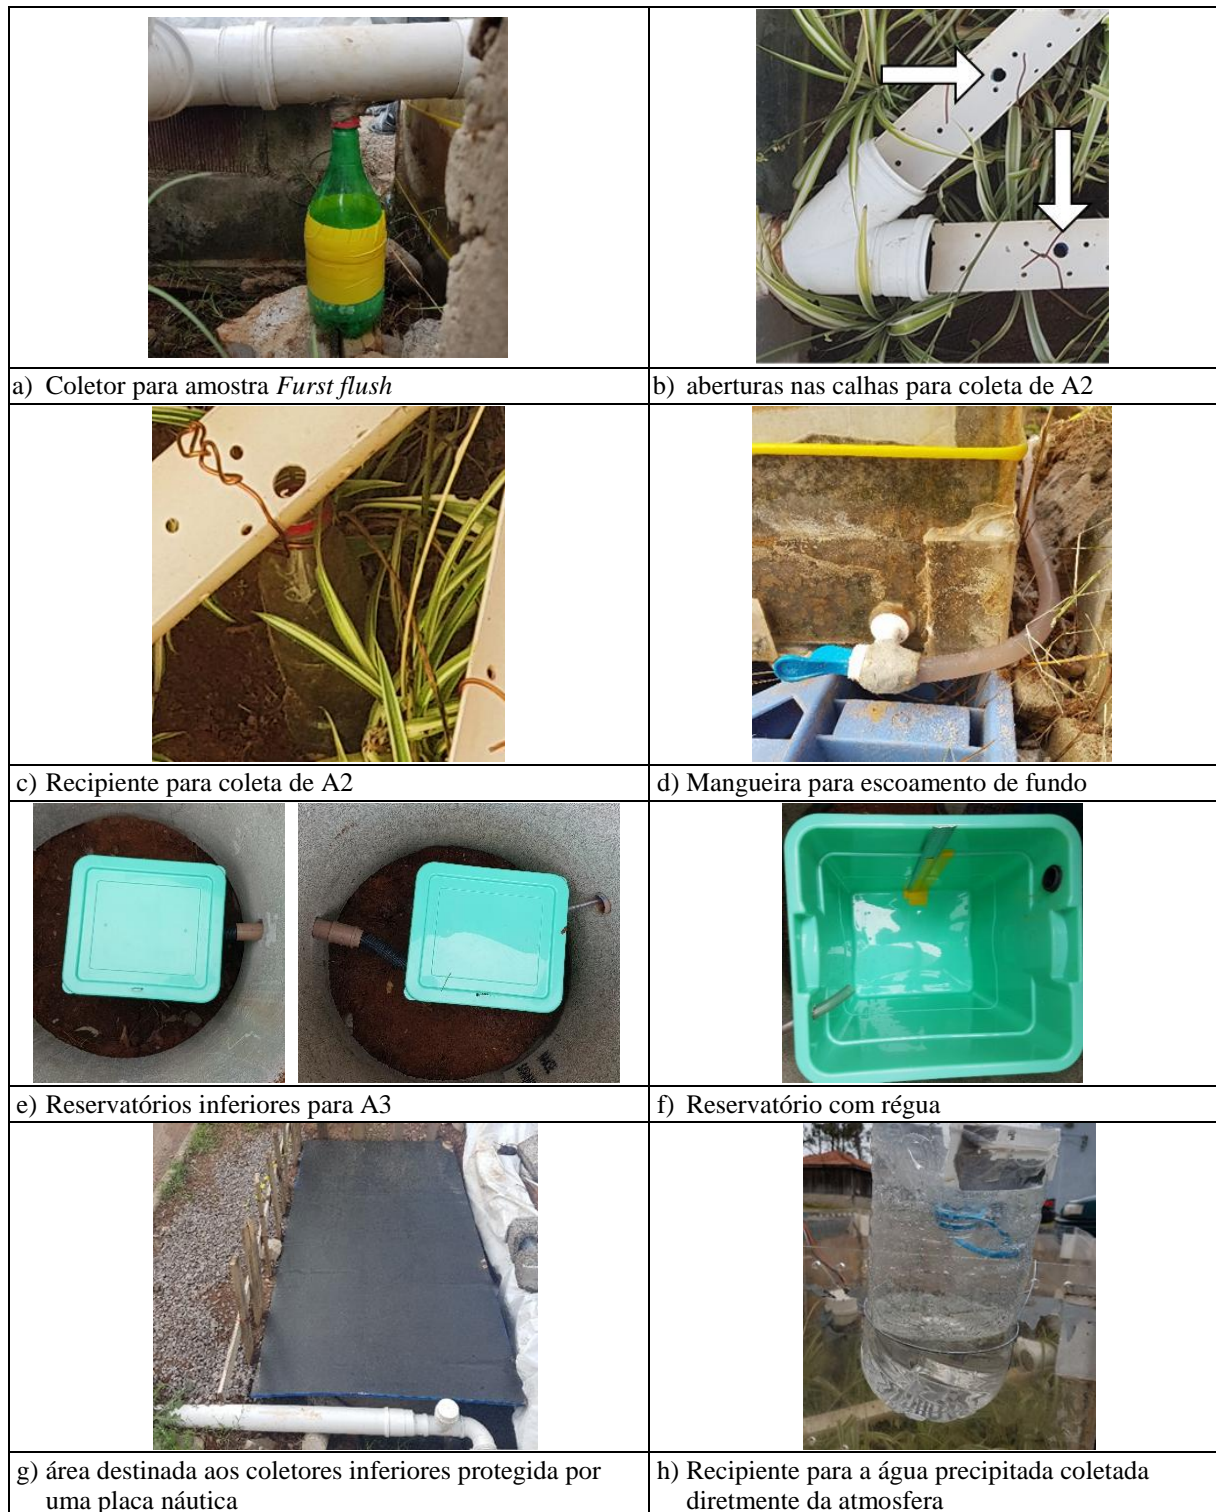 a) Coletor para amostra Furst flush
b) aberturas nas calhas para coleta de A2
c) Recipiente para coleta de A2
d) Mangueira para escoamento de fundo
e) Reservatórios inferiores para A3
f) Reservatório com régua
g) área destinada aos coletores inferiores protegida por
uma placa náutica
h) Recipiente para a água precipitada coletada
diretmente da atmosfera